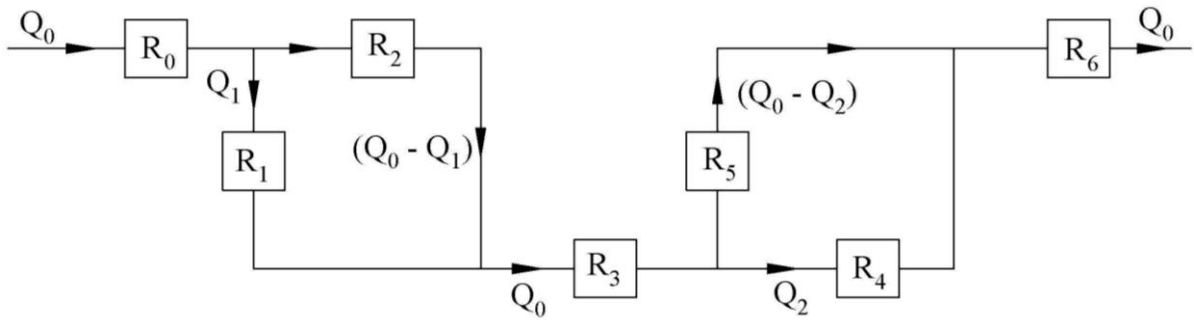 Q₀
R₀
R₂
Q₁
R₁
(Q₀ - Q₁)
Q₀
R₃
R₅
(Q₀ - Q₂)
Q₂
R₄
R₆
Q₀